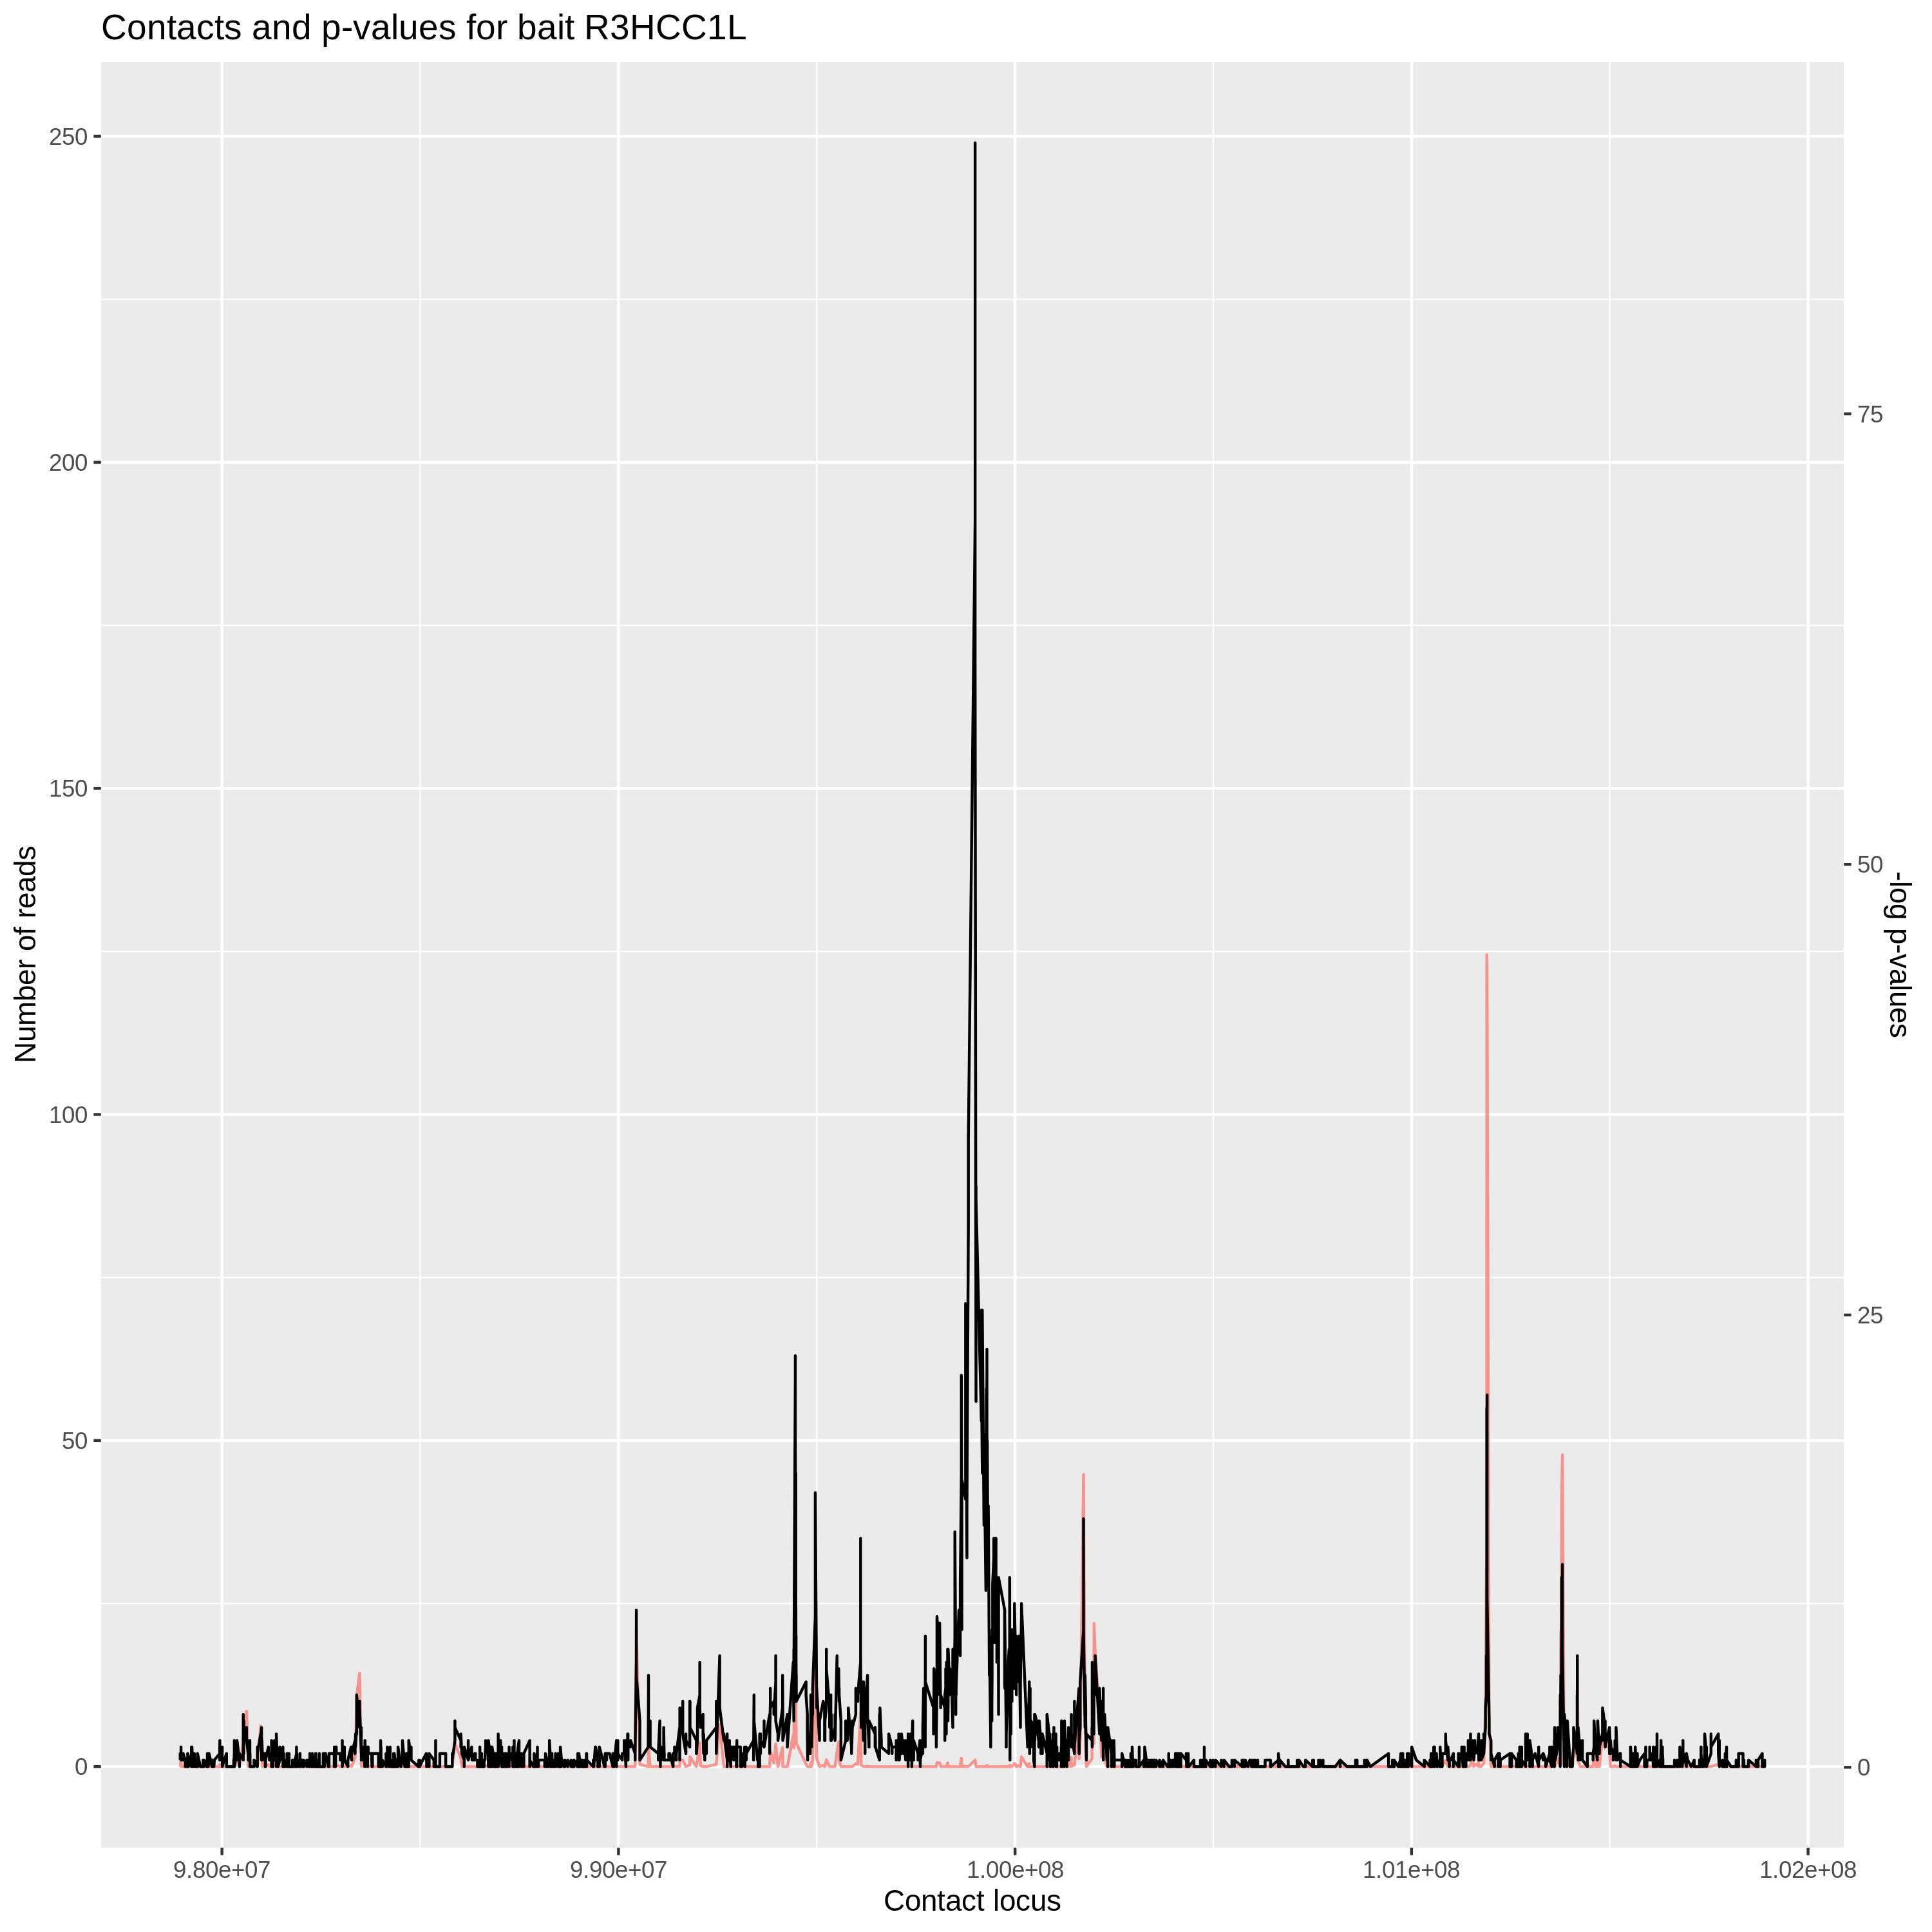 Contacts and p-values for bait R3HCC1L
250
200
150
100
50
0
Number of reads
75
50
25
0
-log p-values
9.80e+07 9.90e+07 1.00e+08 1.01e+08 1.02e+08
Contact locus